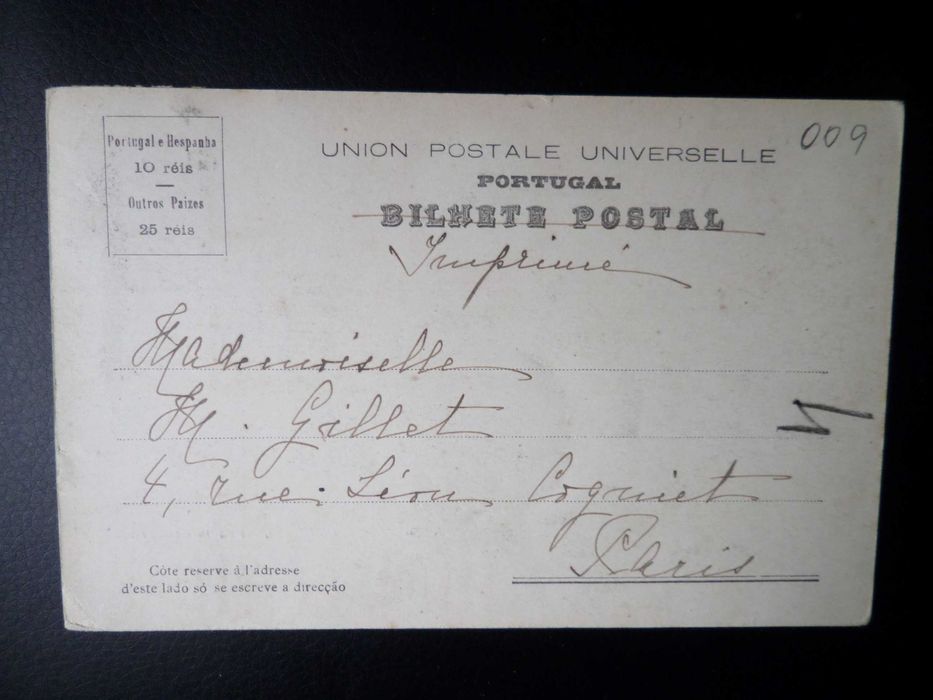 Portugal e Hespanha
10 réis
Outros Paizes
25 réis
009
UNION POSTALE UNIVERSELLE
PORTUGAL
BILHETE POSTAL
Imprimé
Mademoiselle
M. Gillet
4, rue Léon Cogniet
Paris
Côte reserve â l'adresse
d'este lado só se escreve a direcção